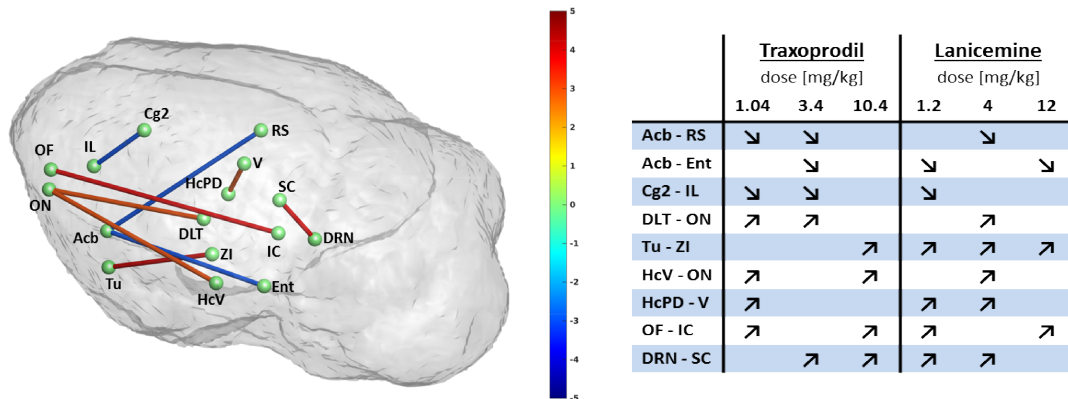 Cg2
RS
OF
IL
V
HcPD
SC
ON
DLT
DRN
Acb
IC
ZI
Tu
HcV
Ent
5
4
3
2
1
0
-1
-2
-3
-4
-5
Traxoprodil Lanicemine
dose [mg/kg] dose [mg/kg]
1.04 3.4 10.4 1.2 4 12
Acb - RS ↘ ↘ ↘
Acb - Ent ↘ ↘ ↘
Cg2 - IL ↘ ↘ ↘
DLT - ON ↗ ↗ ↗
Tu - ZI ↗ ↗ ↗ ↗
HcV - ON ↗ ↗ ↗
HcPD - V ↗ ↗ ↗
OF - IC ↗ ↗ ↗ ↗
DRN - SC ↗ ↗ ↗ ↗